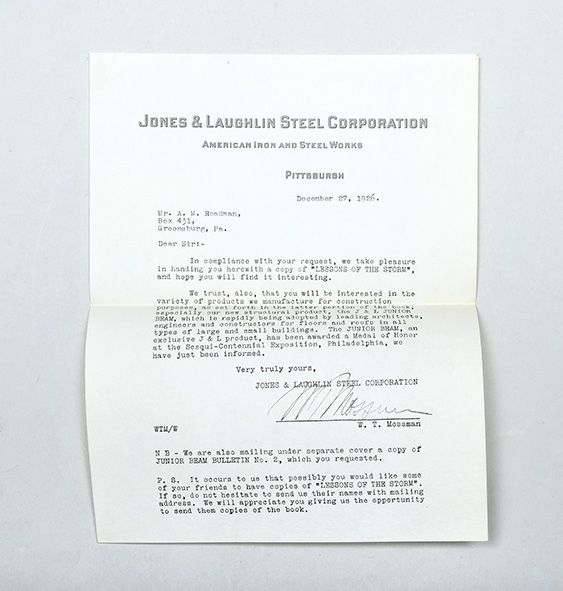 JONES & LAUGHLIN STEEL CORPORATION
AMERICAN IRON AND STEEL WORKS
PITTSBURGH
December 27, 1926.
Mr. A. M. Roadman,
Box 431,
Greensburg, Pa.
Dear Sir:-
In compliance with your request, we take pleasure
in handing you herewith a copy of "LESSONS OF THE STORM",
and hope you will find it interesting.
We trust, also, that you will be interested in the
variety of products we manufacture for construction
purposes, as set forth in the latter portion of the book,
especially our new structural product, the J & L JUNIOR
BEAM, which is rapidly being adopted by leading architects,
engineers and constructors for floors and roofs in all
types of large and small buildings. The JUNIOR BEAM, an
exclusive J & L product, has been awarded a Medal of Honor
at the Sesqui-Centennial Exposition, Philadelphia, we
have just been informed.
Very truly yours,
JONES & LAUGHLIN STEEL CORPORATION
W T Mossman
W. T. Mossman
WTM/W
N B - We are also mailing under separate cover a copy of
JUNIOR BEAM BULLETIN No. 2, which you requested.
P. S. It occurs to us that possibly you would like some
of your friends to have copies of "LESSONS OF THE STORM".
If so, do not hesitate to send us their names with mailing
address. We will appreciate you giving us the opportunity
to send them copies of the book.